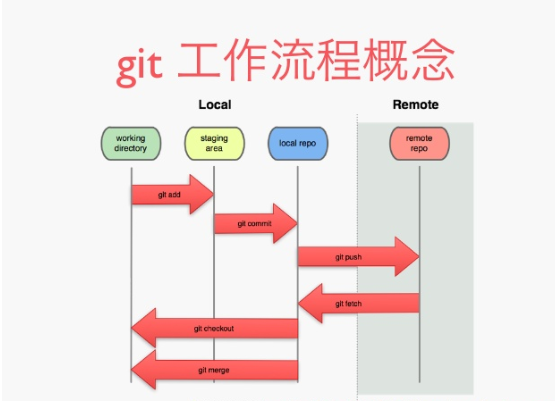 git 工作流程概念
Local
Remote
working
directory
staging
area
local repo
remote
repo
git add
git commit
git push
git fetch
git checkout
git merge